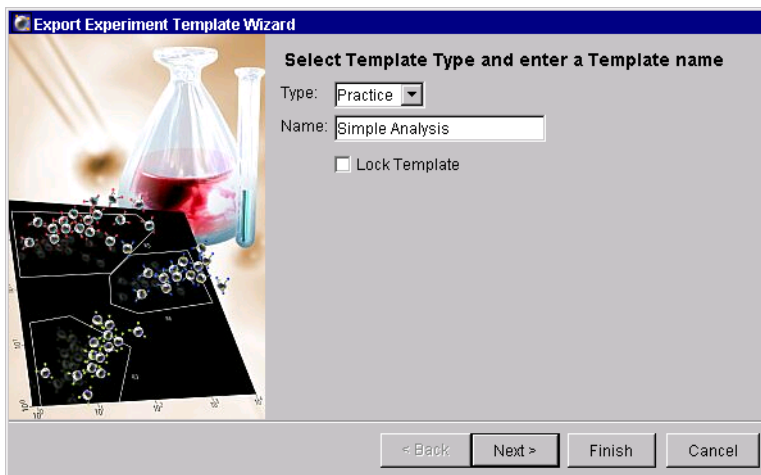 Export Experiment Template Wizard
Select Template Type and enter a Template name
Type: Practice
Name: Simple Analysis
Lock Template
< Back Next > Finish Cancel